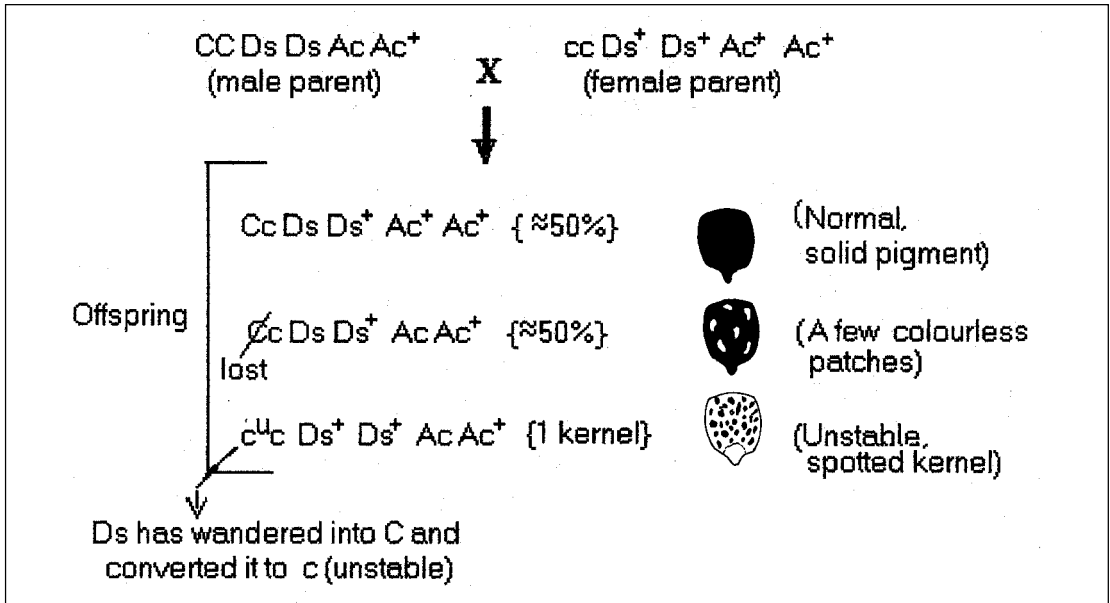 CC Ds Ds Ac Ac⁺
(male parent)
X
cc Ds⁺ Ds⁺ Ac⁺ Ac⁺
(female parent)
Offspring
Cc Ds Ds⁺ Ac⁺ Ac⁺ {≈50%}
(Normal,
solid pigment)
Cc Ds Ds⁺ Ac Ac⁺ {≈50%}
lost
(A few colourless
patches)
cᵘc Ds⁺ Ds⁺ Ac Ac⁺ {1 kernel}
(Unstable,
spotted kernel)
Ds has wandered into C and
converted it to c (unstable)